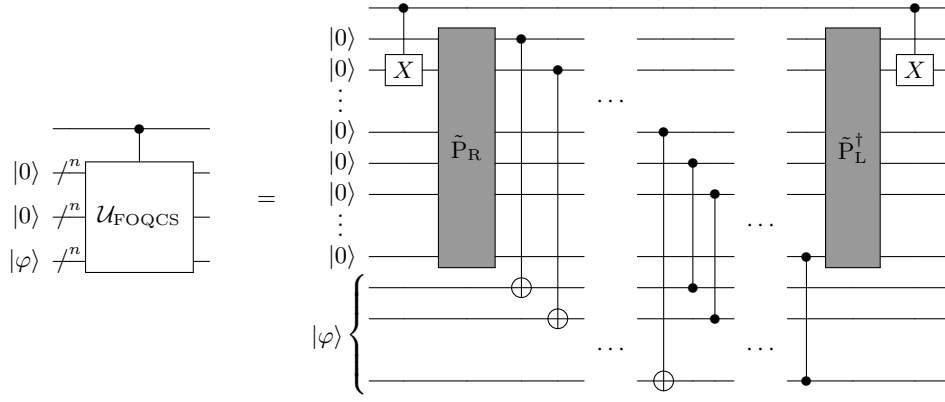 |0⟩
|0⟩ X P̃_R P̃_L^† X
⋮ ...
|0⟩
|0⟩
|0⟩ /^n |0⟩
|0⟩ /^n U_FOQCS = ⋮ ...
|φ⟩ /^n |0⟩
|φ⟩ ... ...